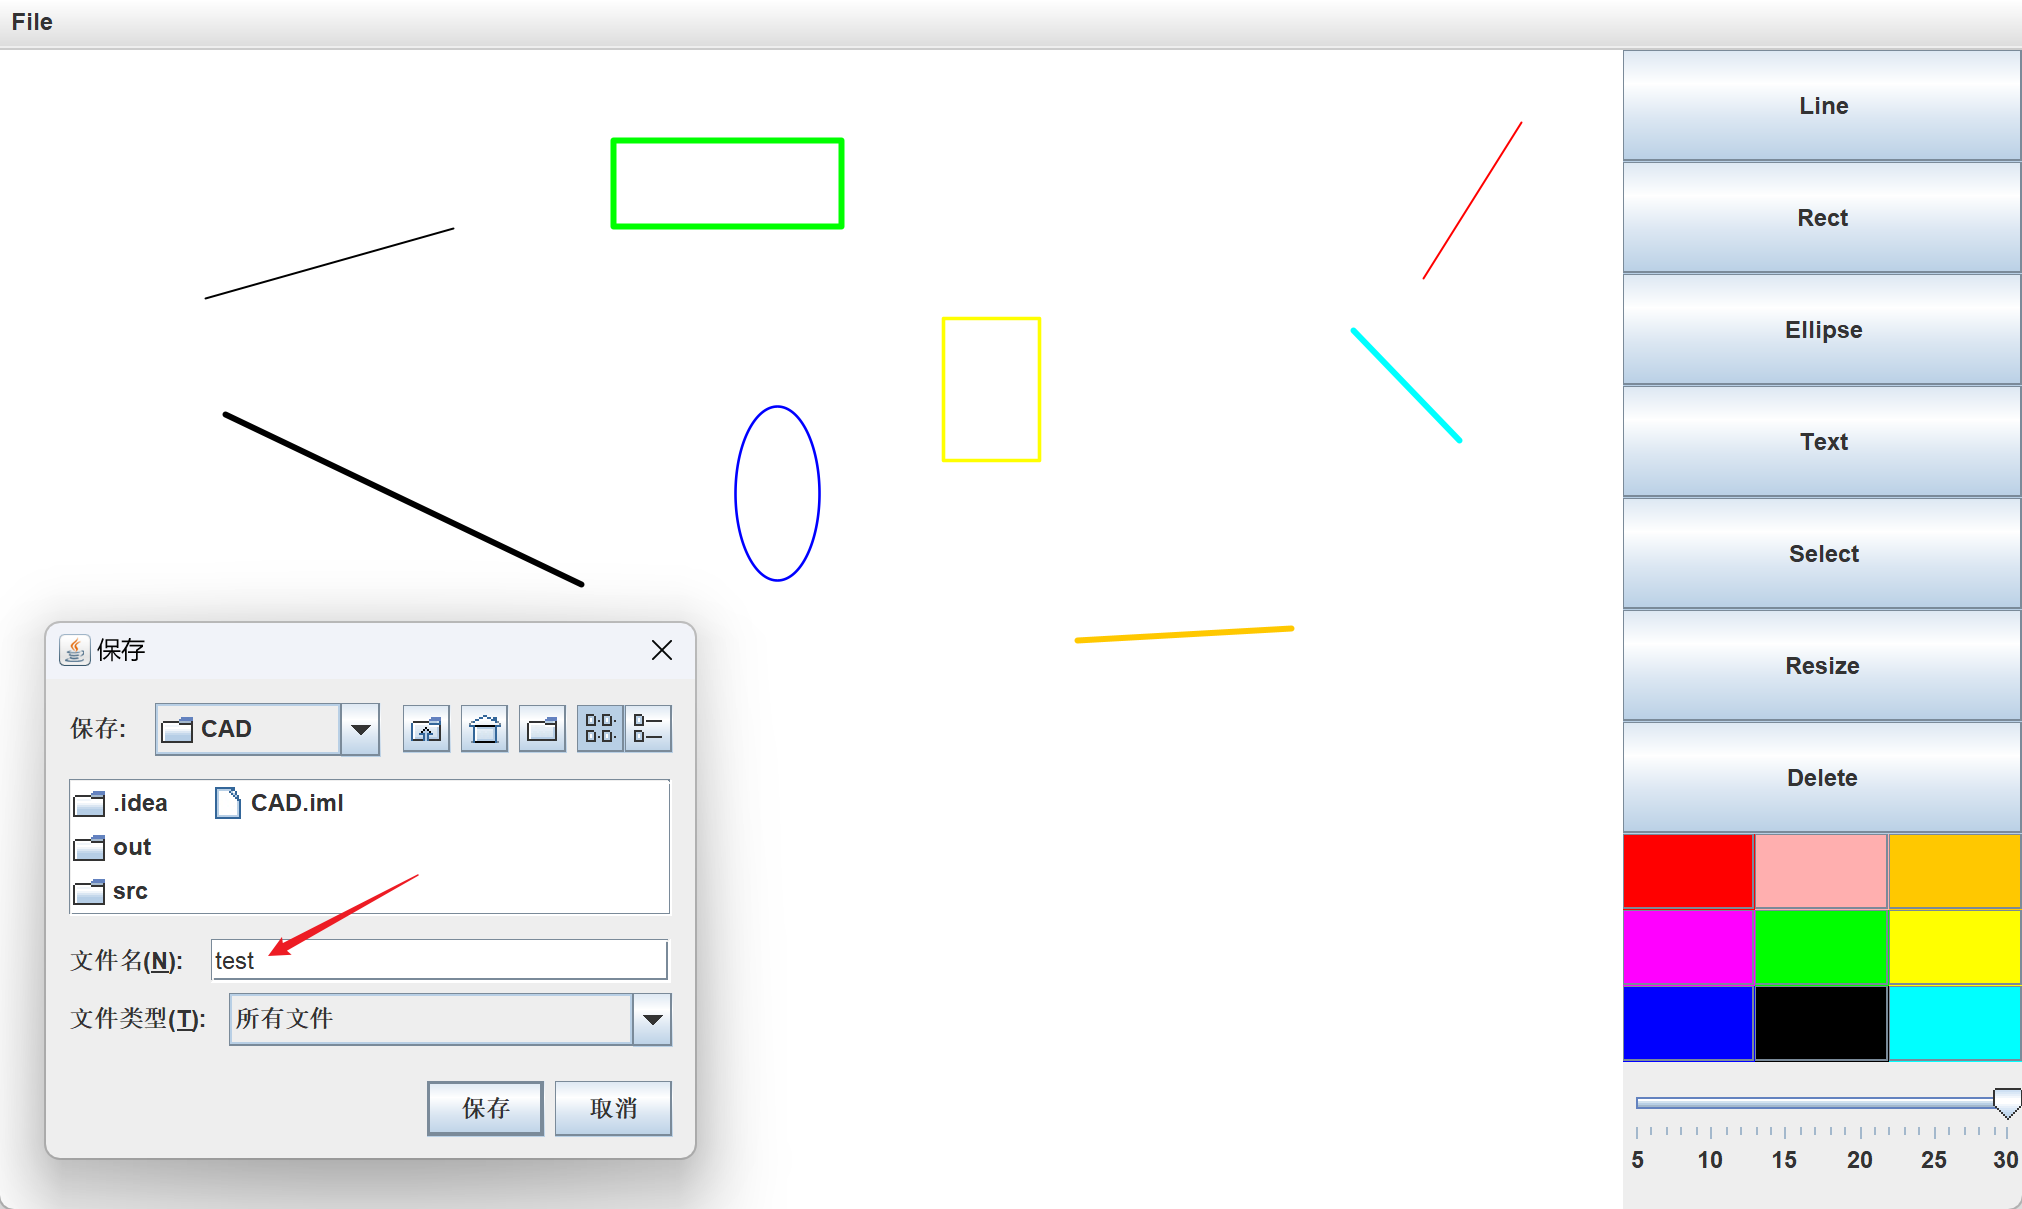 File
Line
Rect
Ellipse
Text
Select
Resize
Delete
5 10 15 20 25 30
保存
保存: CAD
.idea CAD.iml
out
src
文件名(N): test
文件类型(T): 所有文件
保存 取消